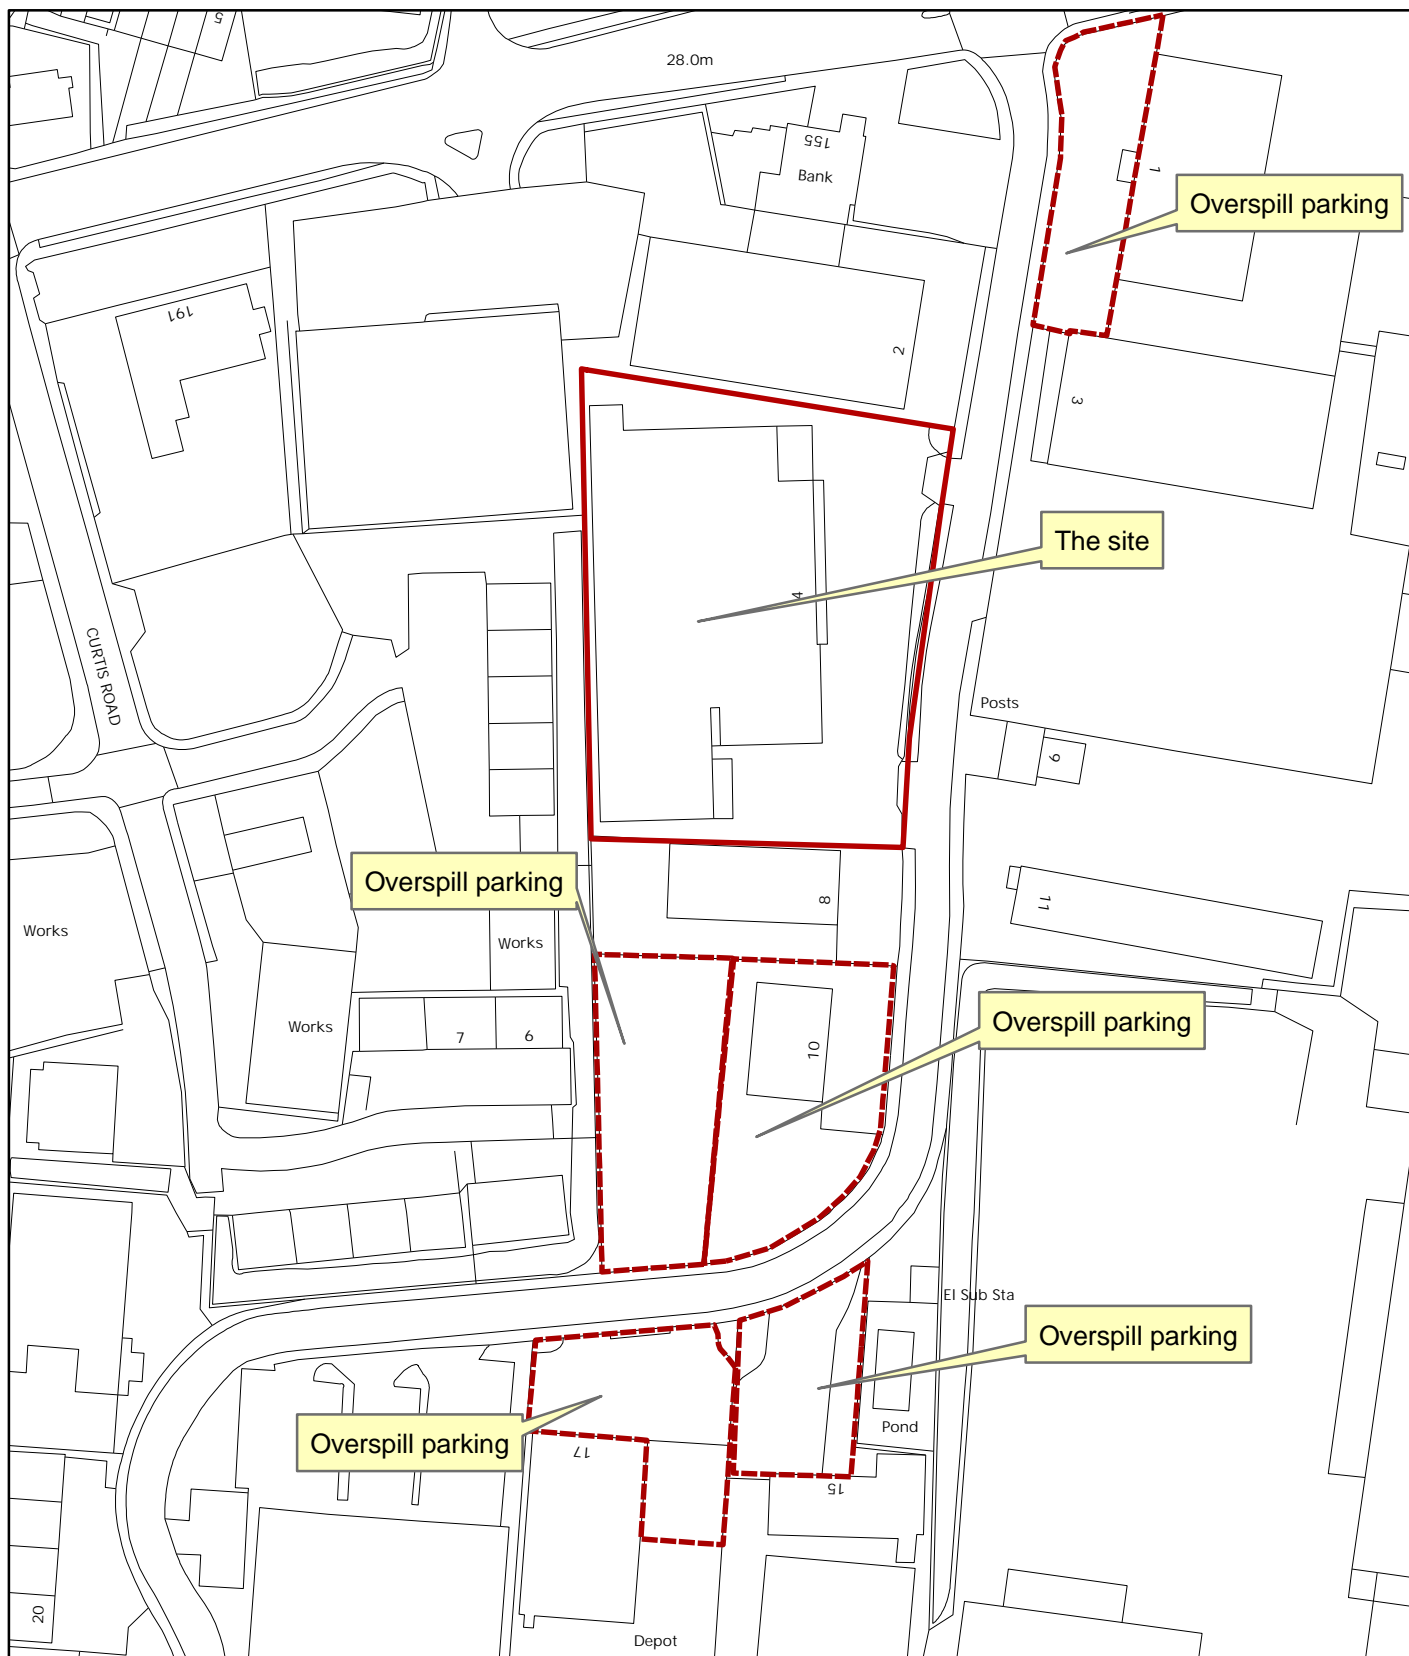 5
28.0m
155
Bank
1
Overspill parking
191
2
3
The site
4
CURTIS ROAD
Posts
9
Overspill parking
8
11
Works
Works
Overspill parking
Works
7
6
10
El Sub Sta
Overspill parking
Overspill parking
Pond
17
15
20
Depot